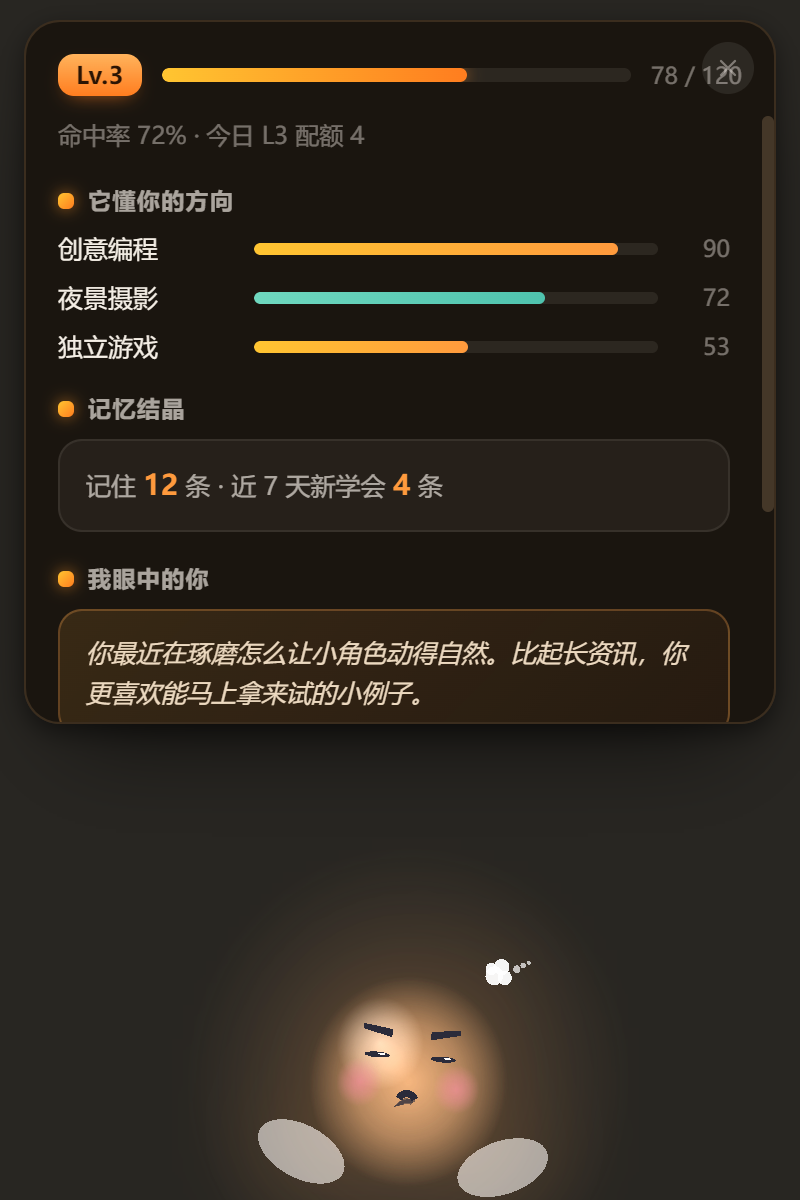 Lv.3
78 / 120
命中率 72% · 今日 L3 配额 4
它懂你的方向
创意编程 90
夜景摄影 72
独立游戏 53
记忆结晶
记住 12 条 · 近 7 天新学会 4 条
我眼中的你
你最近在琢磨怎么让小角色动得自然。比起长资讯，你
更喜欢能马上拿来试的小例子。